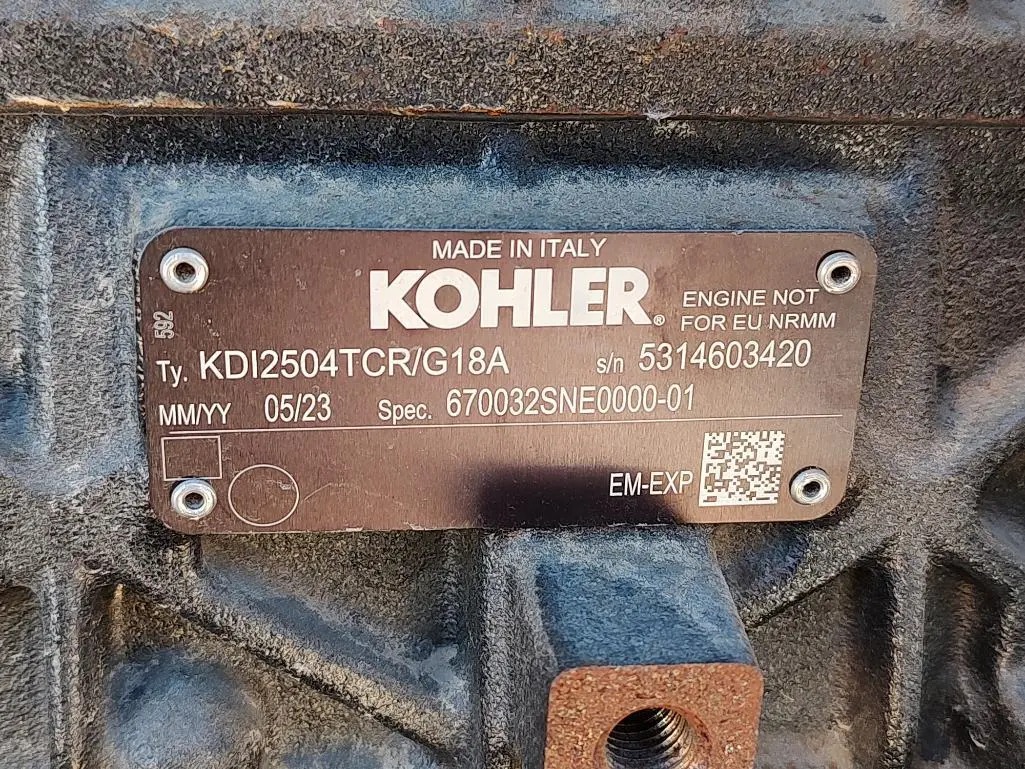 MADE IN ITALY
KOHLER®
ENGINE NOT
FOR EU NRMM
592
Ty. KDI2504TCR/G18A s/n 5314603420
MM/YY 05/23 Spec. 670032SNE0000-01
EM-EXP